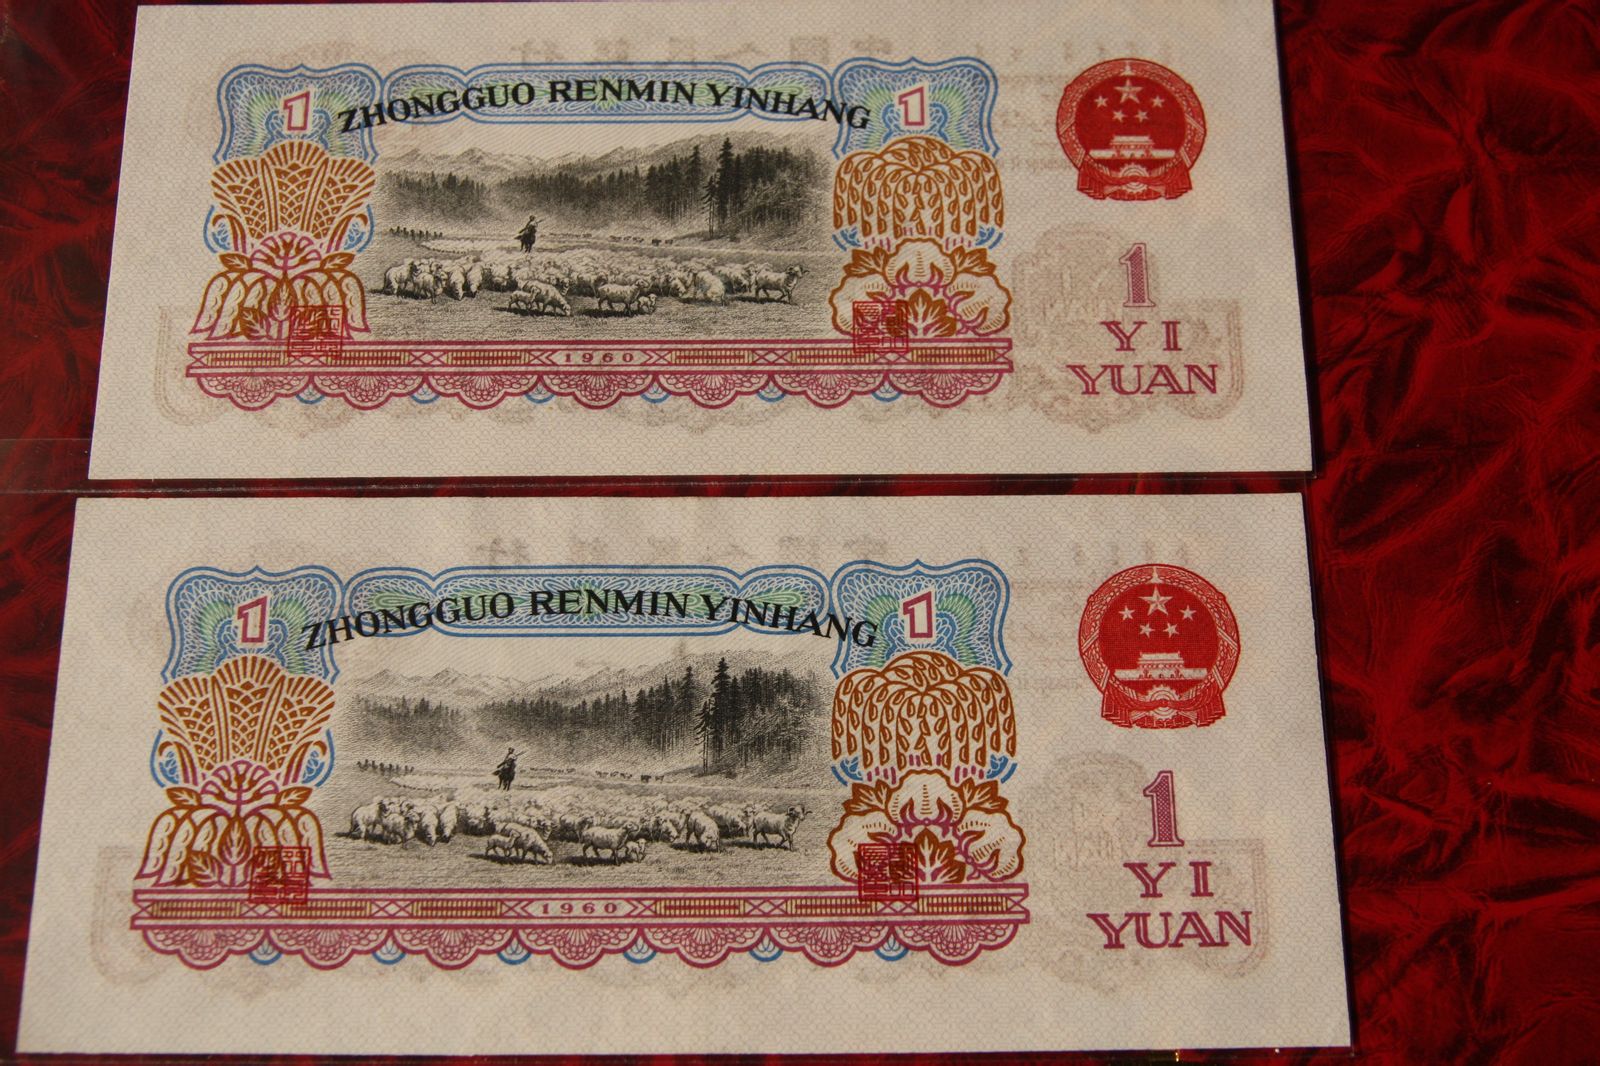 1
ZHONGGUO RENMIN YINHANG
1
1
YI
YUAN
1960
1
ZHONGGUO RENMIN YINHANG
1
1
YI
YUAN
1960